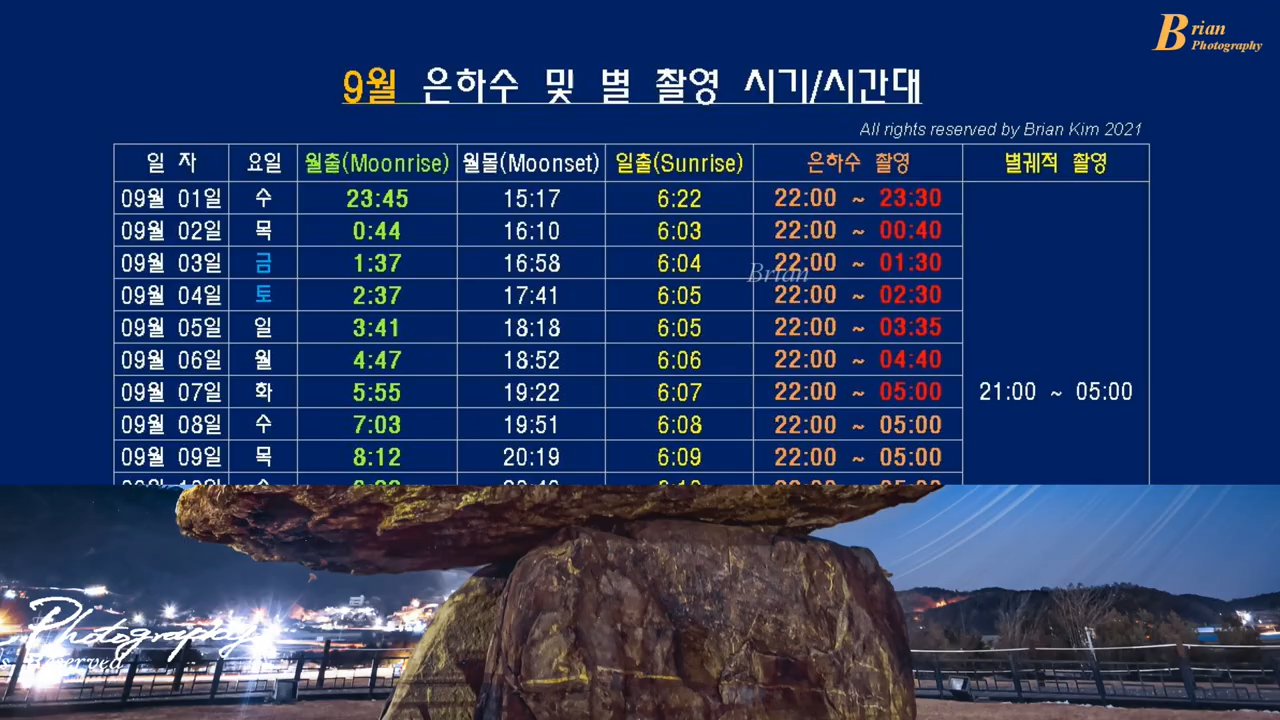 Brian
Photography
9월 은하수 및 별 촬영 시기/시간대
All rights reserved by Brian Kim 2021
일 자 요일 월출(Moonrise) 월몰(Moonset) 일출(Sunrise) 은하수 촬영 별궤적 촬영
09월 01일 수 23:45 15:17 6:22 22:00 ~ 23:30
09월 02일 목 0:44 16:10 6:03 22:00 ~ 00:40
09월 03일 금 1:37 16:58 6:04 22:00 ~ 01:30
Brian
09월 04일 토 2:37 17:41 6:05 22:00 ~ 02:30
09월 05일 일 3:41 18:18 6:05 22:00 ~ 03:35
09월 06일 월 4:47 18:52 6:06 22:00 ~ 04:40
09월 07일 화 5:55 19:22 6:07 22:00 ~ 05:00 21:00 ~ 05:00
09월 08일 수 7:03 19:51 6:08 22:00 ~ 05:00
09월 09일 목 8:12 20:19 6:09 22:00 ~ 05:00
Photography
's Reserved